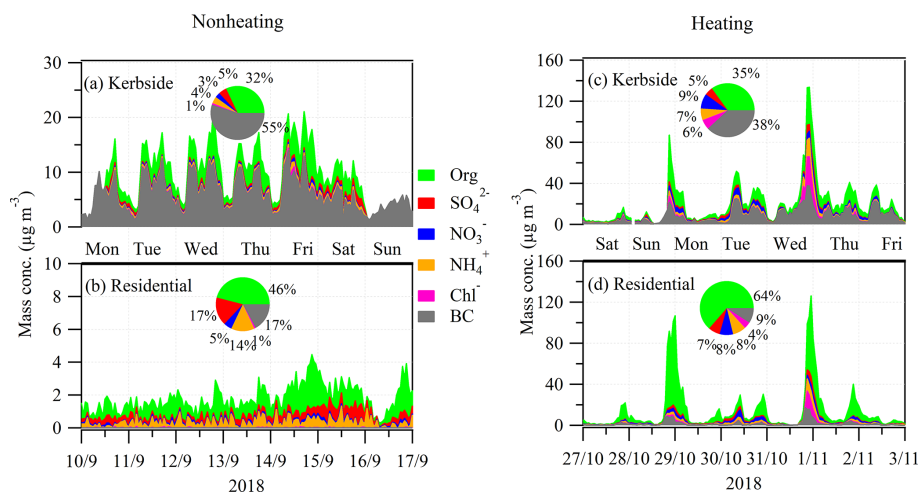 Nonheating
Heating
(a) Kerbside
30
20
10
0
5%
32%
3%
4%
1%
55%
Mon Tue Wed Thu Fri Sat Sun
(b) Residential
10
8
6
4
2
0
46%
17%
17%
5%
14%
1%
10/9 11/9 12/9 13/9 14/9 15/9 16/9 17/9
2018
Mass conc. (µg m⁻³)
Org
SO₄²⁻
NO₃⁻
NH₄⁺
Chl⁻
BC
(c) Kerbside
160
120
80
40
0
5%
35%
9%
7%
6%
38%
Sat Sun Mon Tue Wed Thu Fri
(d) Residential
160
120
80
40
0
64%
9%
4%
7%
8%
8%
27/10 28/10 29/10 30/10 31/10 1/11 2/11 3/11
2018
Mass conc. (µg m⁻³)